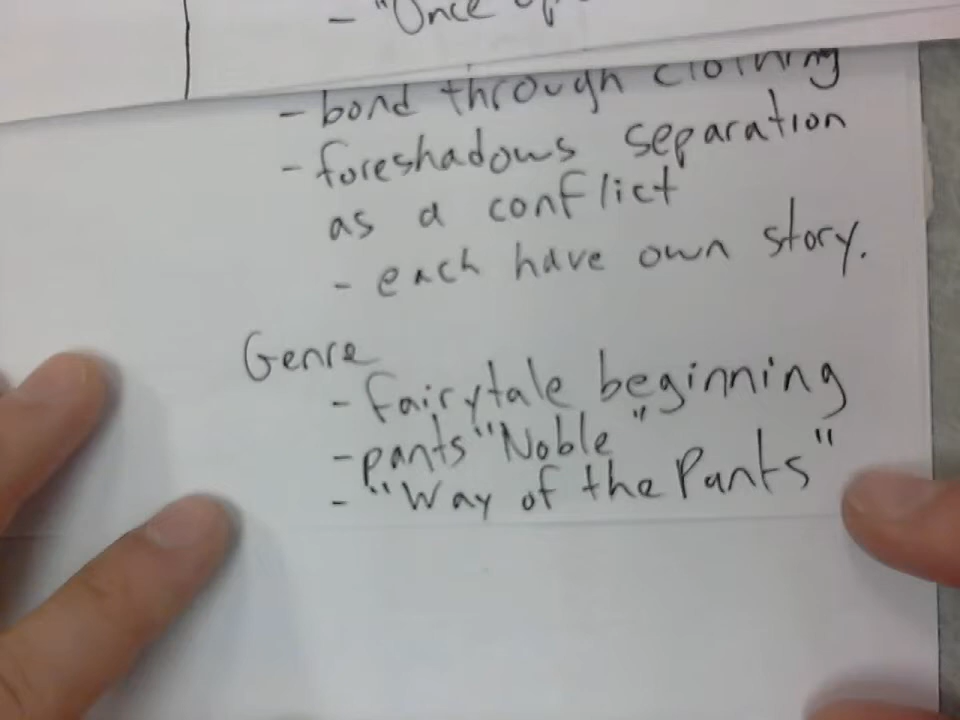 - "Once
- bond through clothing
- foreshadows separation
as a conflict
- each have own story.
Genre
- fairytale beginning
- pants "Noble"
- "Way of the Pants"